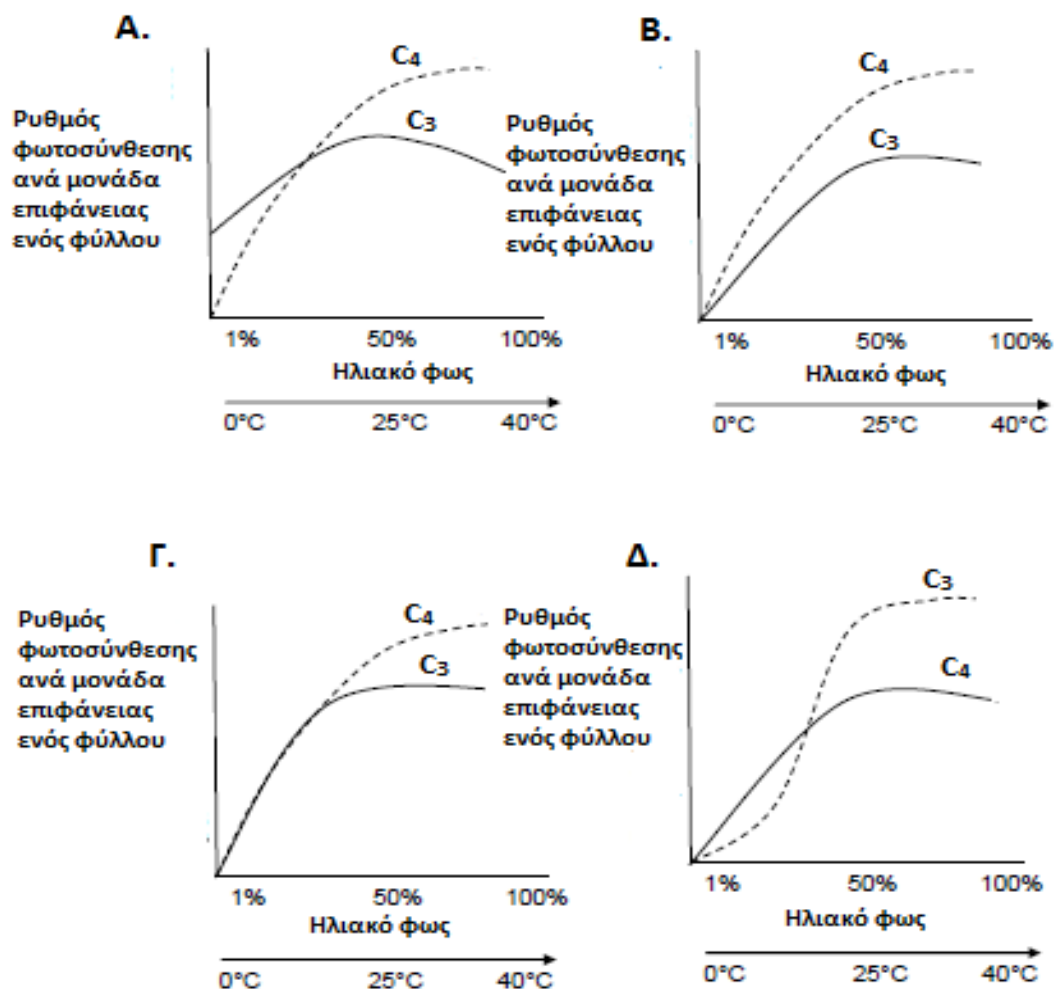 Α.
C4
C3
Ρυθμός
φωτοσύνθεσης
ανά μονάδα
επιφάνειας
ενός φύλλου
1% 50% 100%
Ηλιακό φως
0°C 25°C 40°C
Β.
C4
C3
Ρυθμός
φωτοσύνθεσης
ανά μονάδα
επιφάνειας
ενός φύλλου
1% 50% 100%
Ηλιακό φως
0°C 25°C 40°C
Γ.
C4
C3
Ρυθμός
φωτοσύνθεσης
ανά μονάδα
επιφάνειας
ενός φύλλου
1% 50% 100%
Ηλιακό φως
0°C 25°C 40°C
Δ.
C3
C4
Ρυθμός
φωτοσύνθεσης
ανά μονάδα
επιφάνειας
ενός φύλλου
1% 50% 100%
Ηλιακό φως
0°C 25°C 40°C